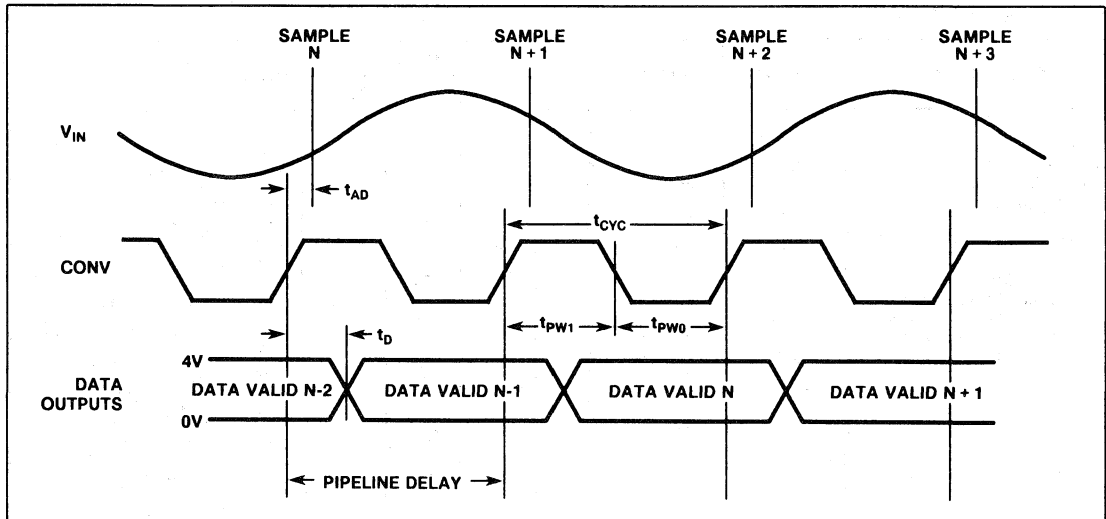 SAMPLE N
SAMPLE N + 1
SAMPLE N + 2
SAMPLE N + 3
VIN
tAD
tCYC
CONV
tPW1
tPW0
tD
4V
DATA OUTPUTS
DATA VALID N-2
DATA VALID N-1
DATA VALID N
DATA VALID N + 1
0V
PIPELINE DELAY